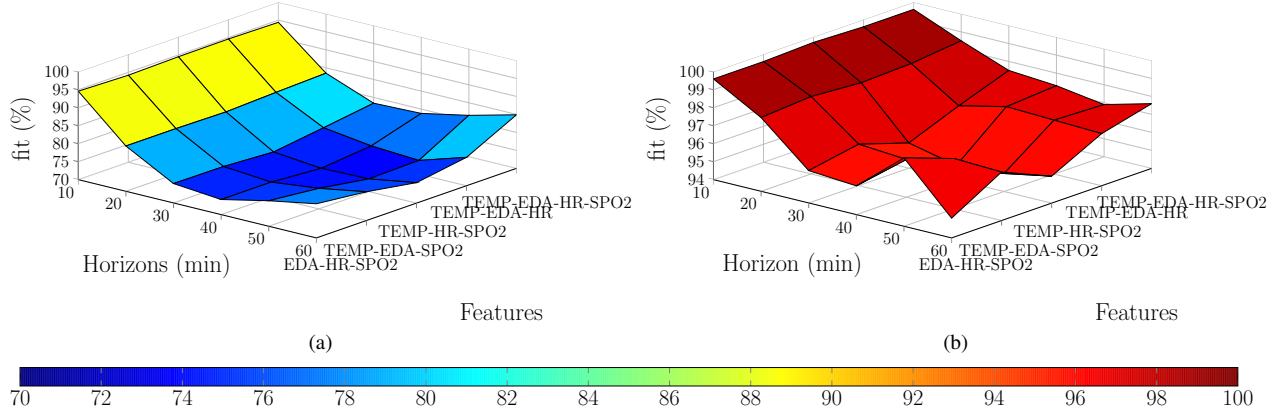 100
95
90
85
80
75
70
fit (%)
10
20
30
40
50
60
Horizons (min)
TEMP-EDA-HR-SPO2
TEMP-EDA-HR
TEMP-HR-SPO2
TEMP-EDA-SPO2
EDA-HR-SPO2
Features
(a)
100
99
98
97
96
95
94
fit (%)
10
20
30
40
50
60
Horizon (min)
TEMP-EDA-HR-SPO2
TEMP-EDA-HR
TEMP-HR-SPO2
TEMP-EDA-SPO2
EDA-HR-SPO2
Features
(b)
70 72 74 76 78 80 82 84 86 88 90 92 94 96 98 100